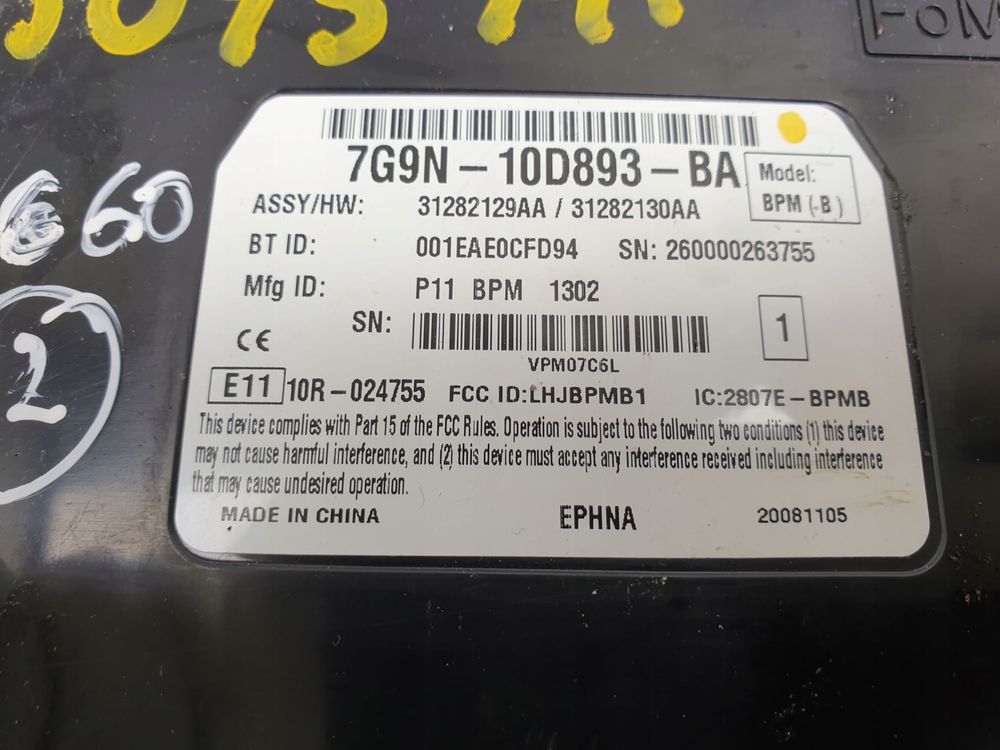 FoM
7G9N - 10D893 - BA
Model:
BPM (-B)
ASSY/HW: 31282129AA / 31282130AA
BT ID: 001EAE0CFD94 SN: 260000263755
Mfg ID: P11 BPM 1302
SN:
1
VPM07C6L
CE
E11 10R-024755 FCC ID:LHJBPMB1 IC:2807E-BPMB
This device complies with Part 15 of the FCC Rules. Operation is subject to the following two conditions (1) this device
may not cause harmful interference, and (2) this device must accept any interference received including interference
that may cause undesired operation.
MADE IN CHINA EPHNA 20081105
€60
2